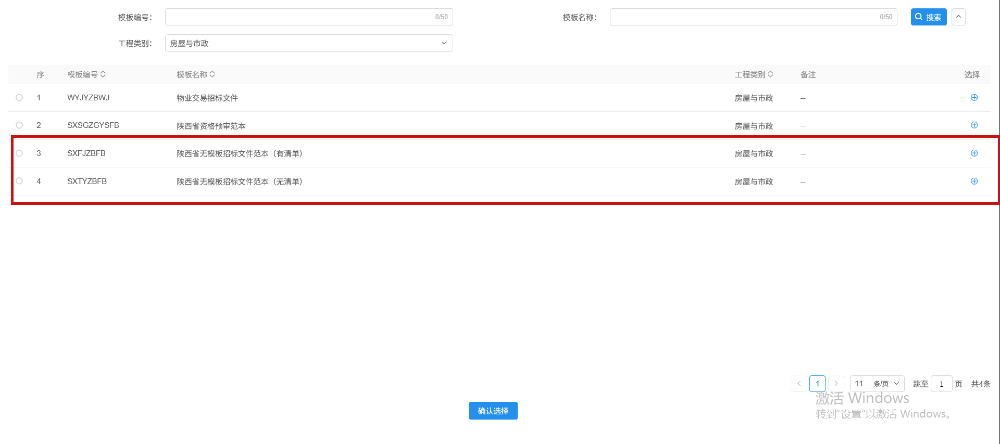 模板编号： 0/50 模板名称： 0/50 搜索
工程类别： 房屋与市政
序 模板编号 模板名称 工程类别 备注 选择
1 WYJYZBWJ 物业交易招标文件 房屋与市政 --
2 SXSGZGYSFB 陕西省资格预审范本 房屋与市政 --
3 SXFJZBFB 陕西省无模板招标文件范本（有清单） 房屋与市政 --
4 SXTYZBFB 陕西省无模板招标文件范本（无清单） 房屋与市政 --
1 11 条/页 跳至 1 页 共4条
激活 Windows
转到"设置"以激活 Windows。
确认选择